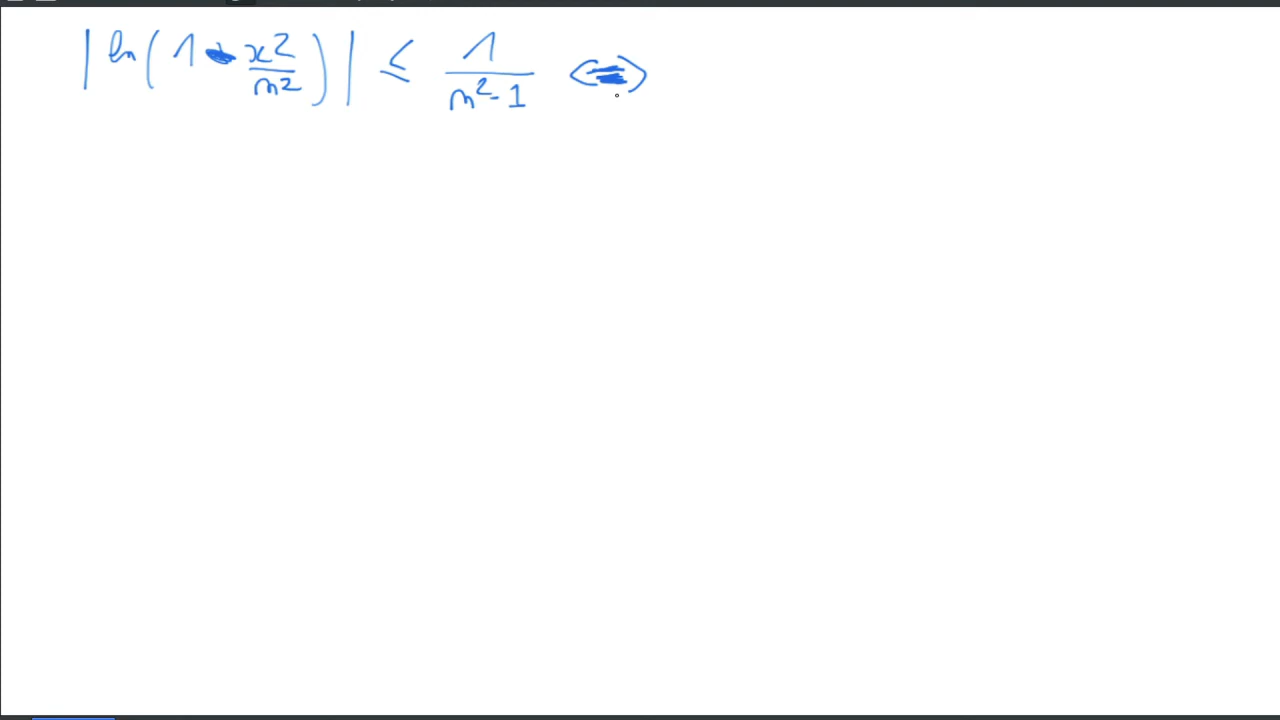 |ln(1-x²/n²)| ≤ 1/(n²-1) ⇔